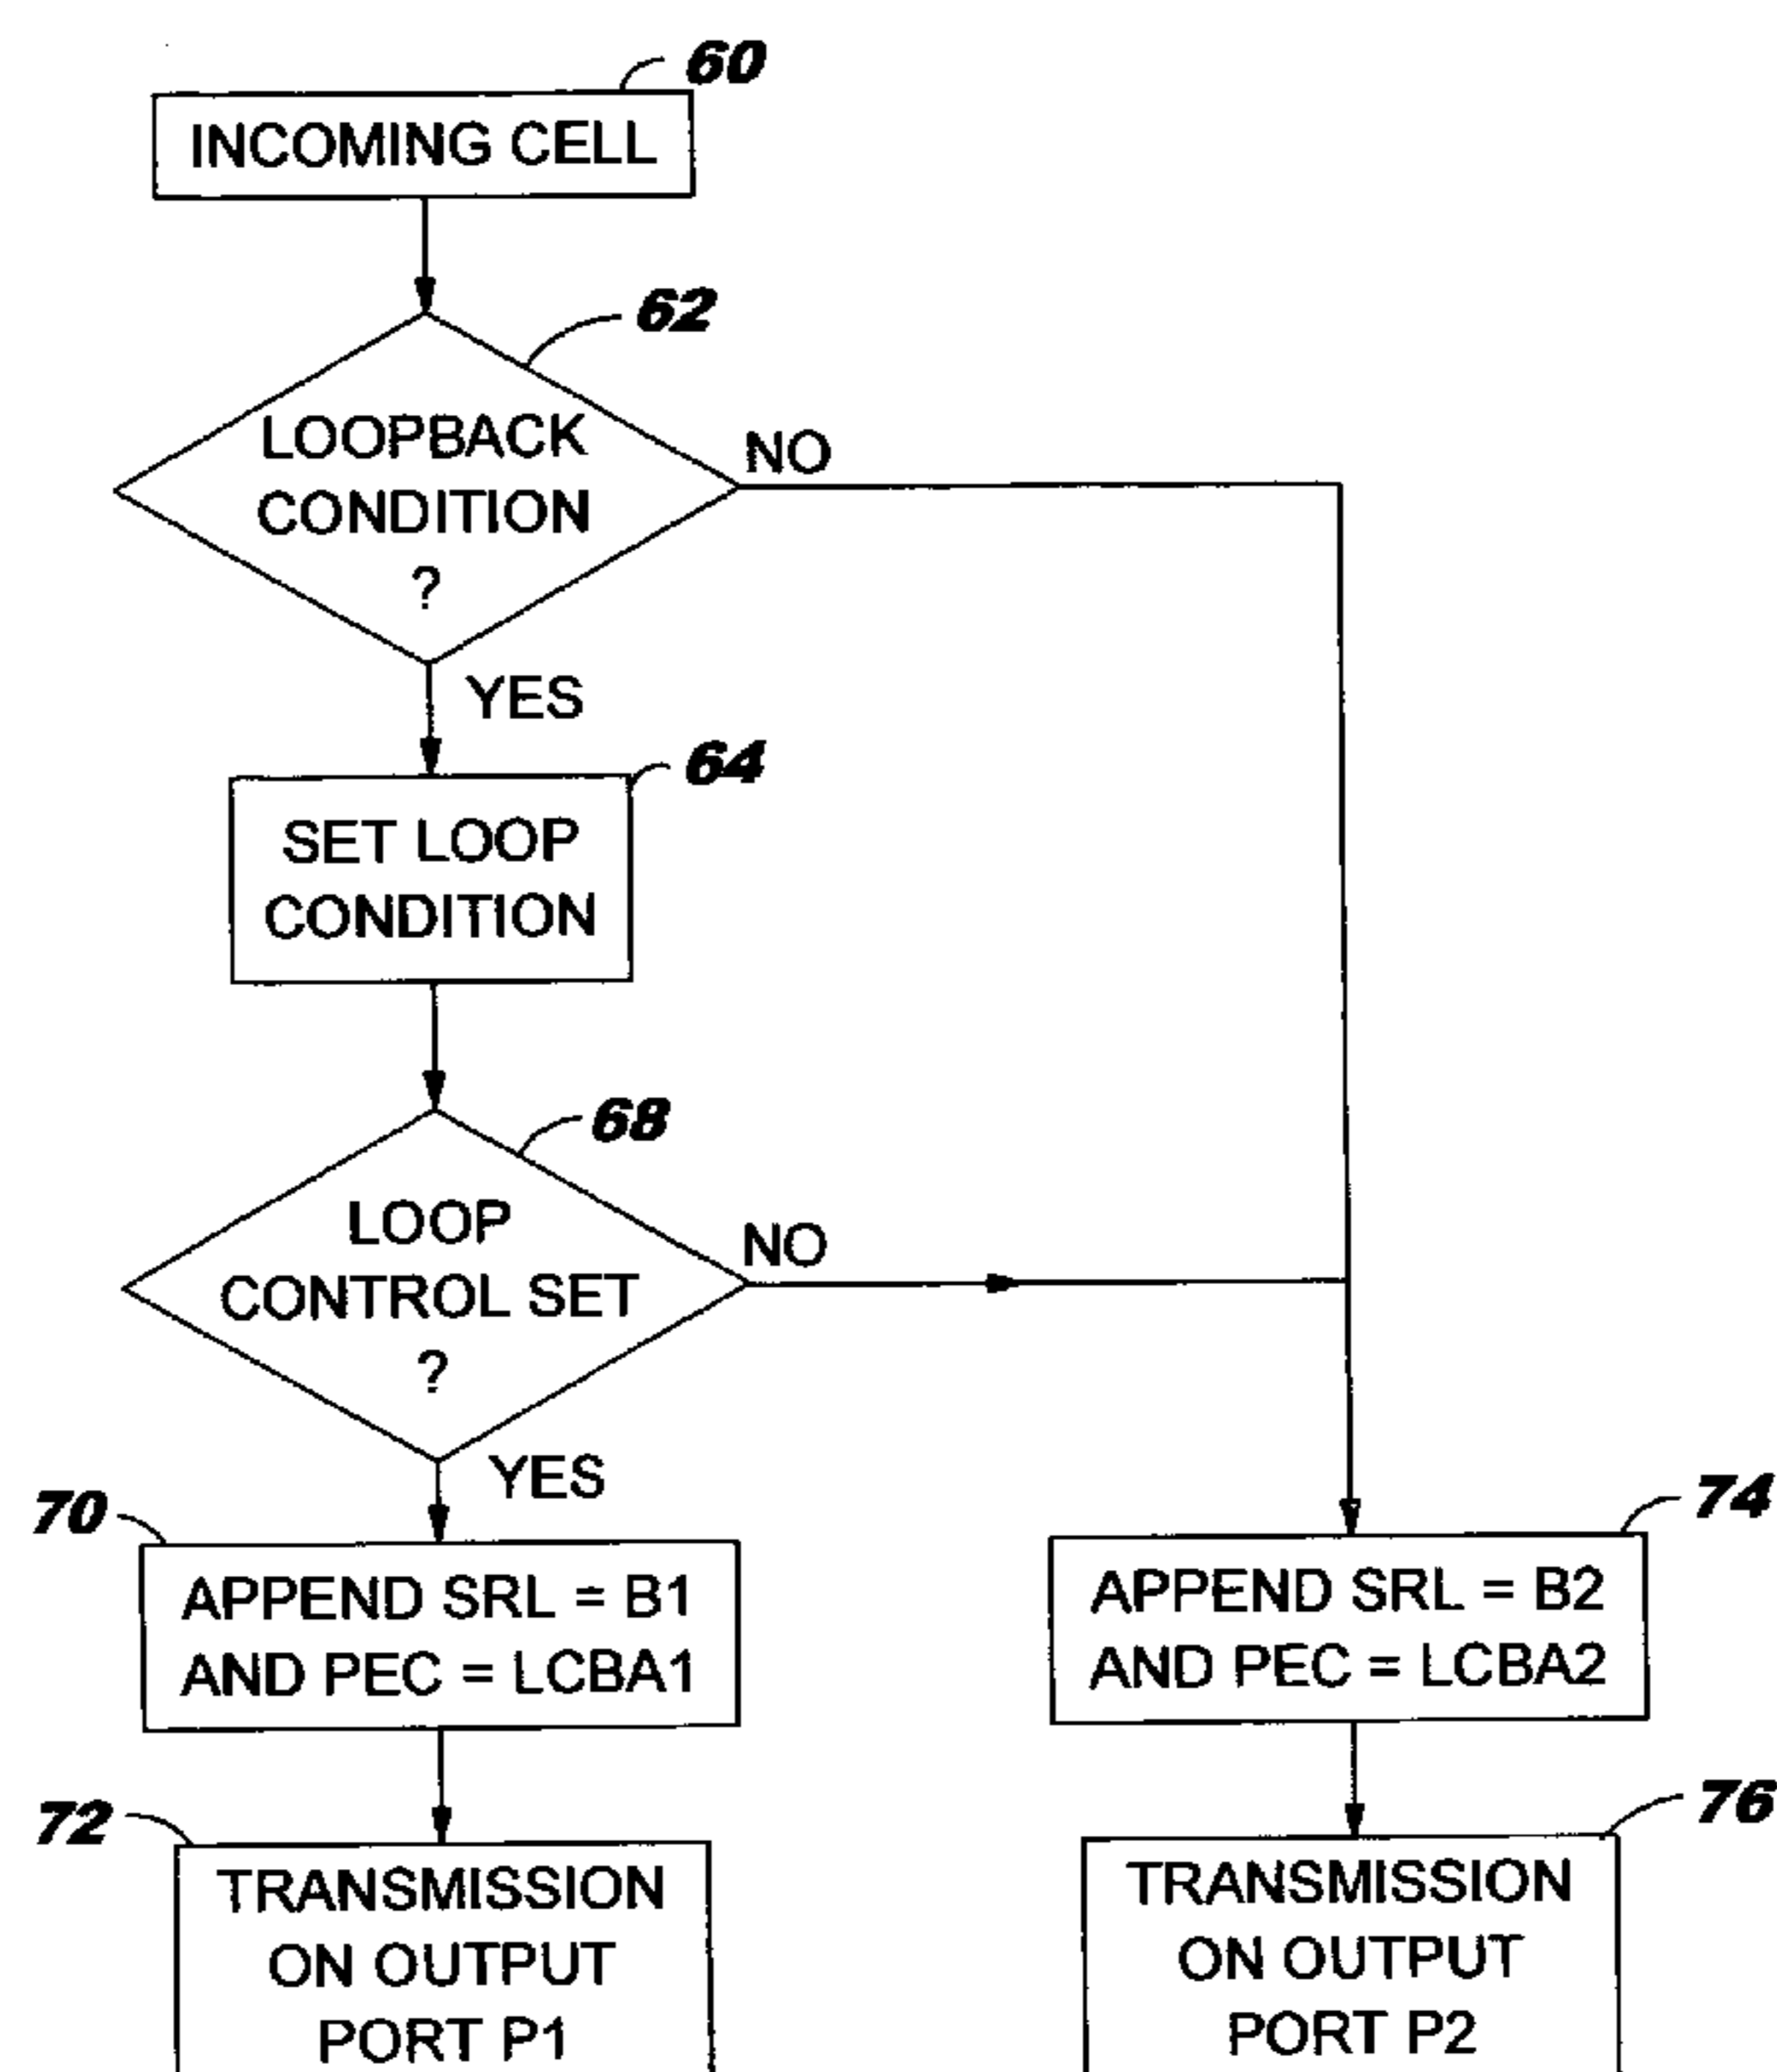 60
INCOMING CELL
62
LOOPBACK
CONDITION
?
NO
YES
64
SET LOOP
CONDITION
68
LOOP
CONTROL SET
?
NO
YES
70
APPEND SRL = B1
AND PEC = LCBA1
74
APPEND SRL = B2
AND PEC = LCBA2
72
TRANSMISSION
ON OUTPUT
PORT P1
76
TRANSMISSION
ON OUTPUT
PORT P2